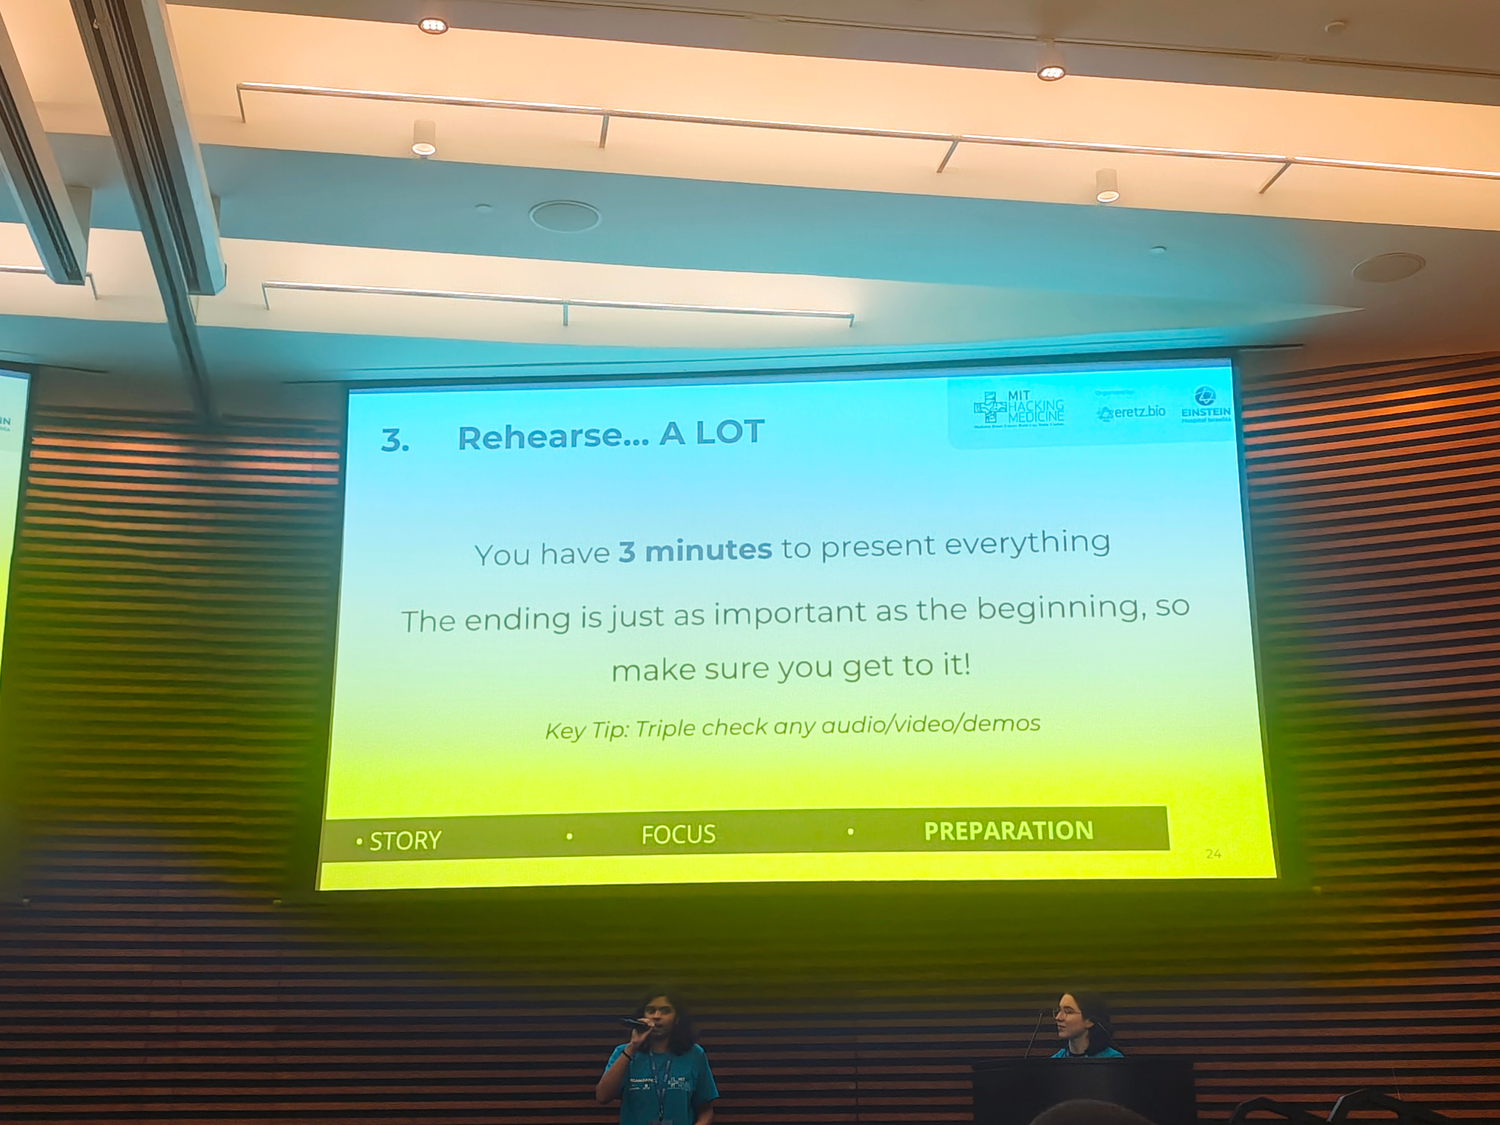 MIT
HACKING
MEDICINE
eretz.bio
EINSTEIN
3. Rehearse... A LOT
You have 3 minutes to present everything
The ending is just as important as the beginning, so
make sure you get to it!
Key Tip: Triple check any audio/video/demos
• STORY • FOCUS • PREPARATION
24